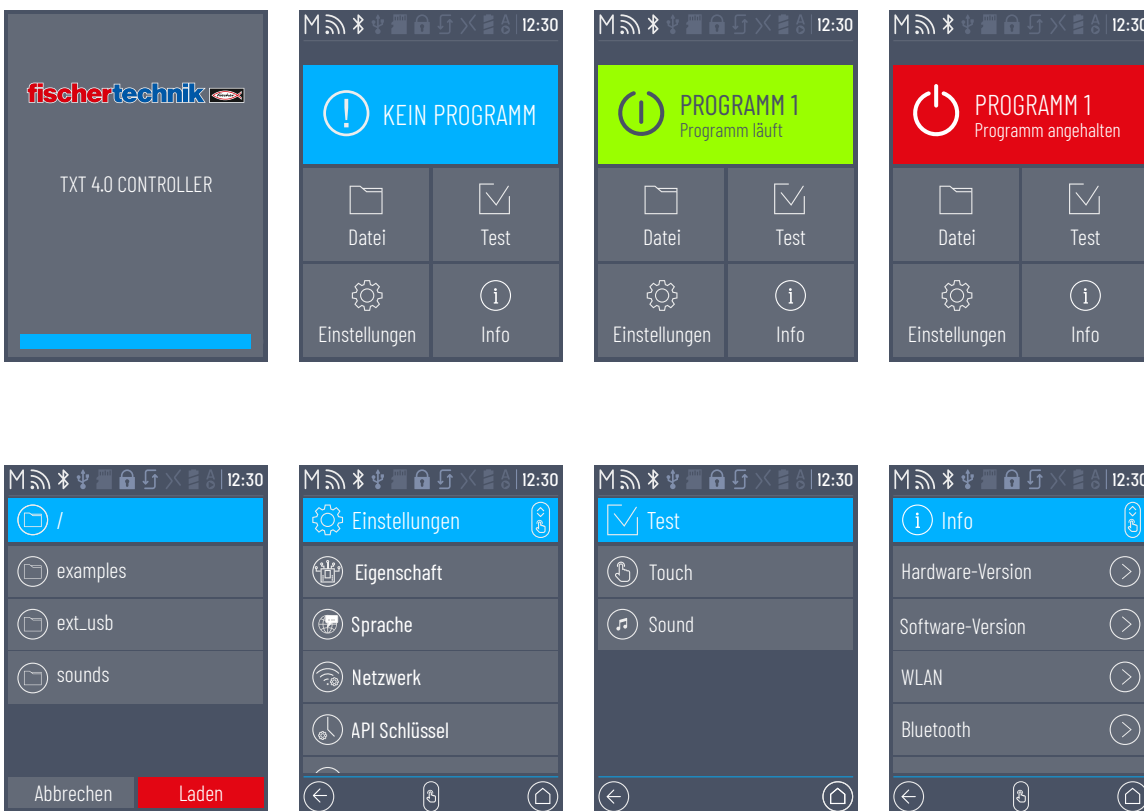 fischertechnik
TXT 4.0 CONTROLLER
M 12:30
KEIN PROGRAMM
Datei
Test
Einstellungen
Info
M 12:30
PROGRAMM 1
Programm läuft
Datei
Test
Einstellungen
Info
M 12:30
PROGRAMM 1
Programm angehalten
Datei
Test
Einstellungen
Info
M 12:30
/
examples
ext_usb
sounds
Abbrechen
Laden
M 12:30
Einstellungen
Eigenschaft
Sprache
Netzwerk
API Schlüssel
M 12:30
Test
Touch
Sound
M 12:30
Info
Hardware-Version
Software-Version
WLAN
Bluetooth